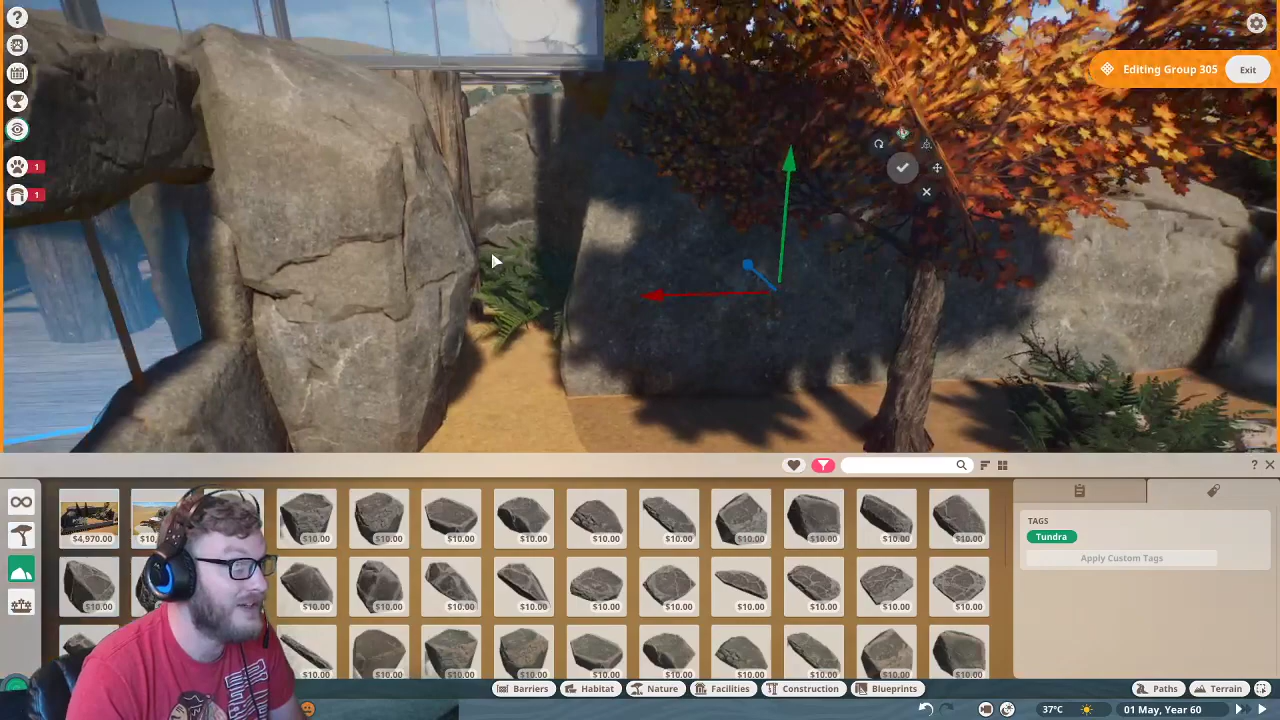 Editing Group 305
Exit
1
1
?
TAGS
Tundra
Apply Custom Tags
$4,970.00
$10.00 $10.00 $10.00 $10.00 $10.00 $10.00 $10.00 $10.00 $10.00 $10.00
$10.00 $10.00 $10.00 $10.00 $10.00 $10.00 $10.00 $10.00 $10.00 $10.00 $10.00
$10.00 $10.00 $10.00 $10.00 $10.00 $10.00 $10.00 $10.00 $10.00 $10.00
Barriers Habitat Nature Facilities Construction Blueprints Paths Terrain
37°C 01 May, Year 60